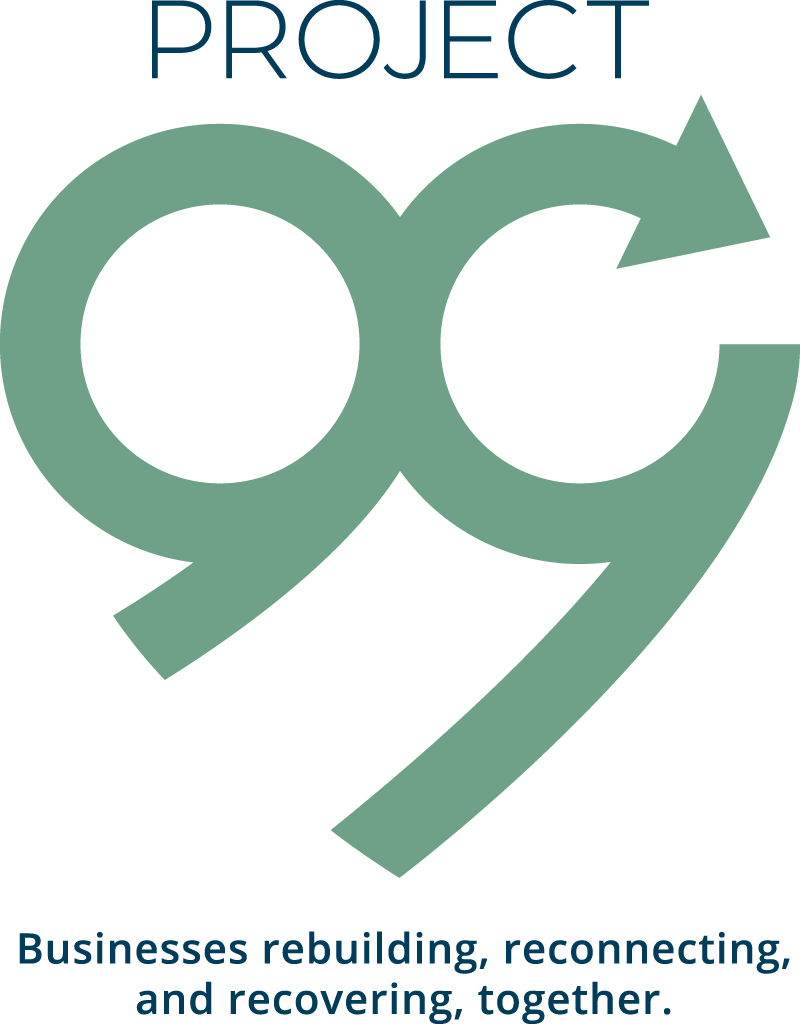 PROJECT
99
Businesses rebuilding, reconnecting,
and recovering, together.